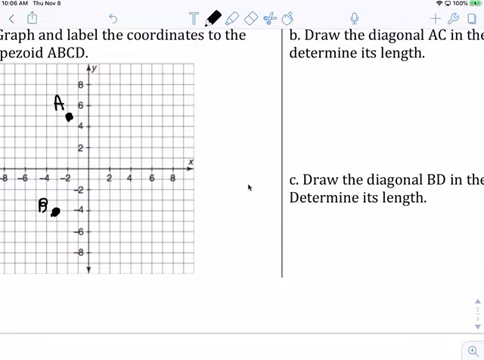 10:06 AM Thu Nov 8
100%
Graph and label the coordinates to the
pezoid ABCD.
b. Draw the diagonal AC in the
determine its length.
y
8
6
4
2
x
-8 -6 -4 -2 0 2 4 6 8
-2
-4
-6
-8
A
B
c. Draw the diagonal BD in the
Determine its length.